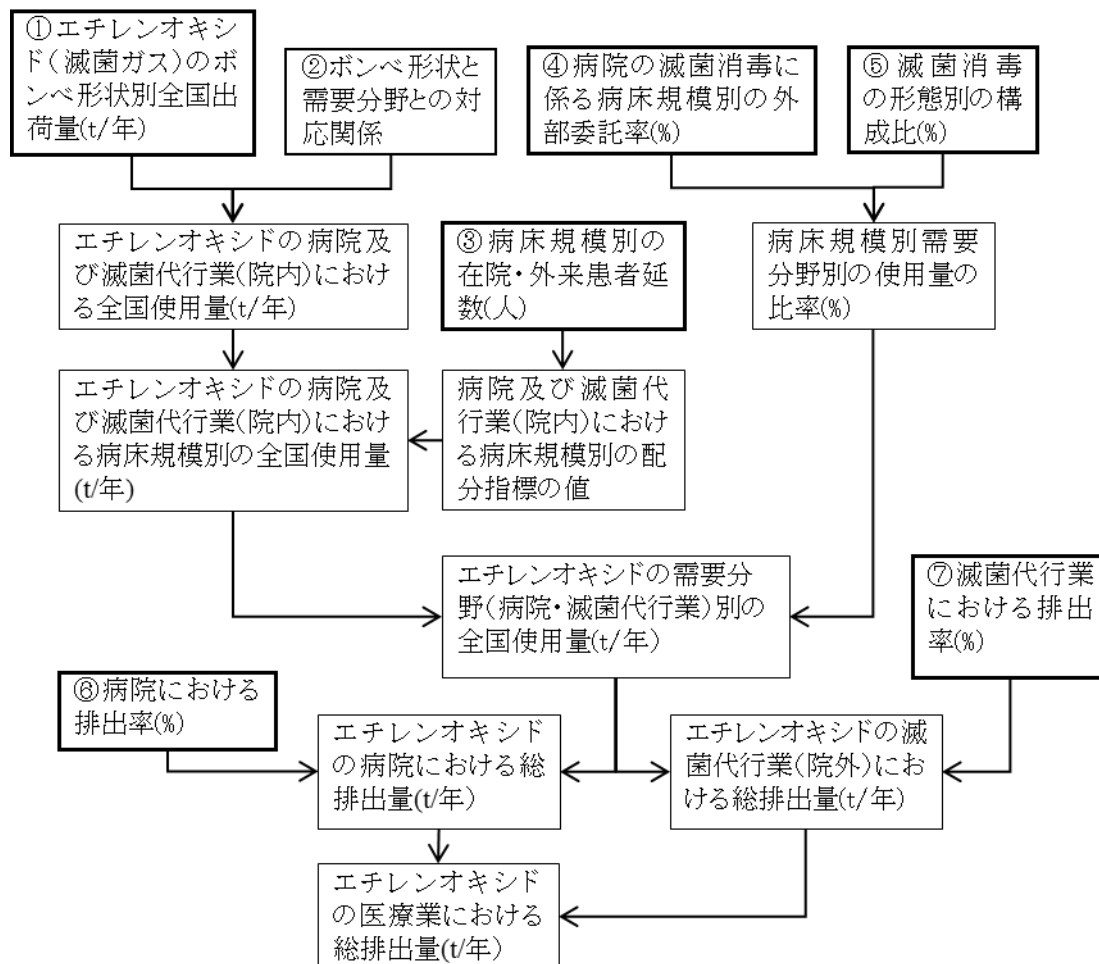 ①エチレンオキシ
ド(滅菌ガス)のボ
ンベ形状別全国出
荷量(t/年)
②ボンベ形状と
需要分野との対
応関係
④病院の滅菌消毒に
係る病床規模別の外
部委託率(%)
⑤滅菌消毒
の形態別の構
成比(%)
エチレンオキシドの病院及
び滅菌代行業(院内)におけ
る全国使用量(t/年)
③病床規模別の
在院・外来患者延
数(人)
病床規模別需要
分野別の使用量の
比率(%)
エチレンオキシドの病院及
び滅菌代行業(院内)におけ
る病床規模別の全国使用量
(t/年)
病院及び滅菌代
行業(院内)におけ
る病床規模別の配
分指標の値
エチレンオキシドの需要分
野(病院・滅菌代行業)別の
全国使用量(t/年)
⑦滅菌代行業
における排出
率(%)
⑥病院における
排出率(%)
エチレンオキシド
の病院における総
排出量(t/年)
エチレンオキシドの滅
菌代行業(院外)にお
ける総排出量(t/年)
エチレンオキシド
の医療業における
総排出量(t/年)